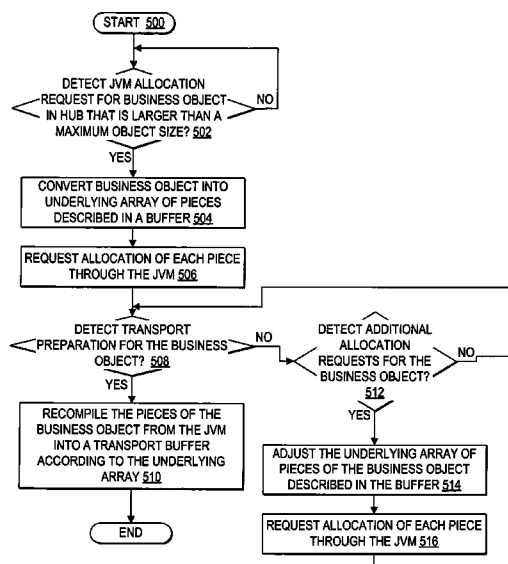 START 500
DETECT JVM ALLOCATION
REQUEST FOR BUSINESS OBJECT
IN HUB THAT IS LARGER THAN A
MAXIMUM OBJECT SIZE? 502
NO
YES
CONVERT BUSINESS OBJECT INTO
UNDERLYING ARRAY OF PIECES
DESCRIBED IN A BUFFER 504
REQUEST ALLOCATION OF EACH PIECE
THROUGH THE JVM 506
DETECT TRANSPORT
PREPARATION FOR THE BUSINESS
OBJECT? 508
NO
YES
DETECT ADDITIONAL
ALLOCATION
REQUESTS FOR THE
BUSINESS OBJECT?
512
NO
YES
RECOMPILE THE PIECES OF THE
BUSINESS OBJECT FROM THE JVM
INTO A TRANSPORT BUFFER
ACCORDING TO THE UNDERLYING
ARRAY 510
END
ADJUST THE UNDERLYING ARRAY OF
PIECES OF THE BUSINESS OBJECT
DESCRIBED IN THE BUFFER 514
REQUEST ALLOCATION OF EACH PIECE
THROUGH THE JVM 516